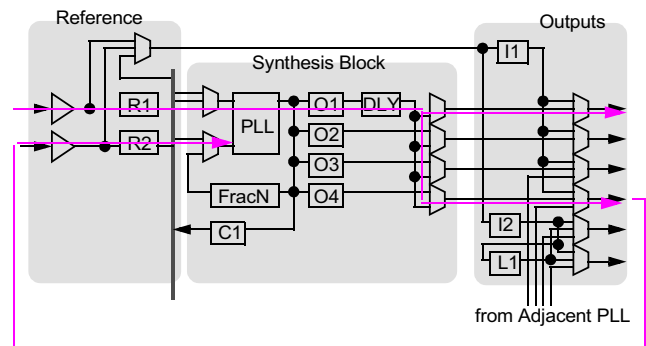 Reference
Outputs
I1
Synthesis Block
R1
PLL
O1
DLY
R2
O2
O3
FracN
O4
C1
I2
L1
from Adjacent PLL